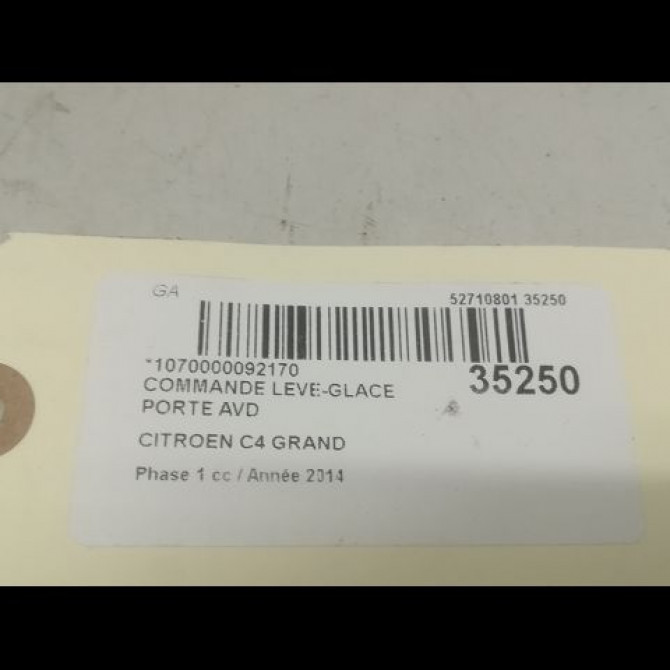 GA
52710801 35250
*1070000092170
35250
COMMANDE LEVE-GLACE
PORTE AVD
CITROEN C4 GRAND
Phase 1 cc / Année 2014